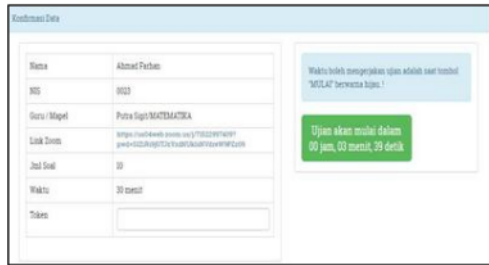 Konfirmasi Data
Nama Ahmad Farhan
NIS 0023
Guru / Mapel Putra Sigit/MATEMATIKA
Link Zoom
Jml Soal 10
Waktu 30 menit
Token
Waktu boleh mengerjakan ujian adalah saat tombol
"MULAI" berwarna hijau. !
Ujian akan mulai dalam
00 jam, 03 menit, 39 detik